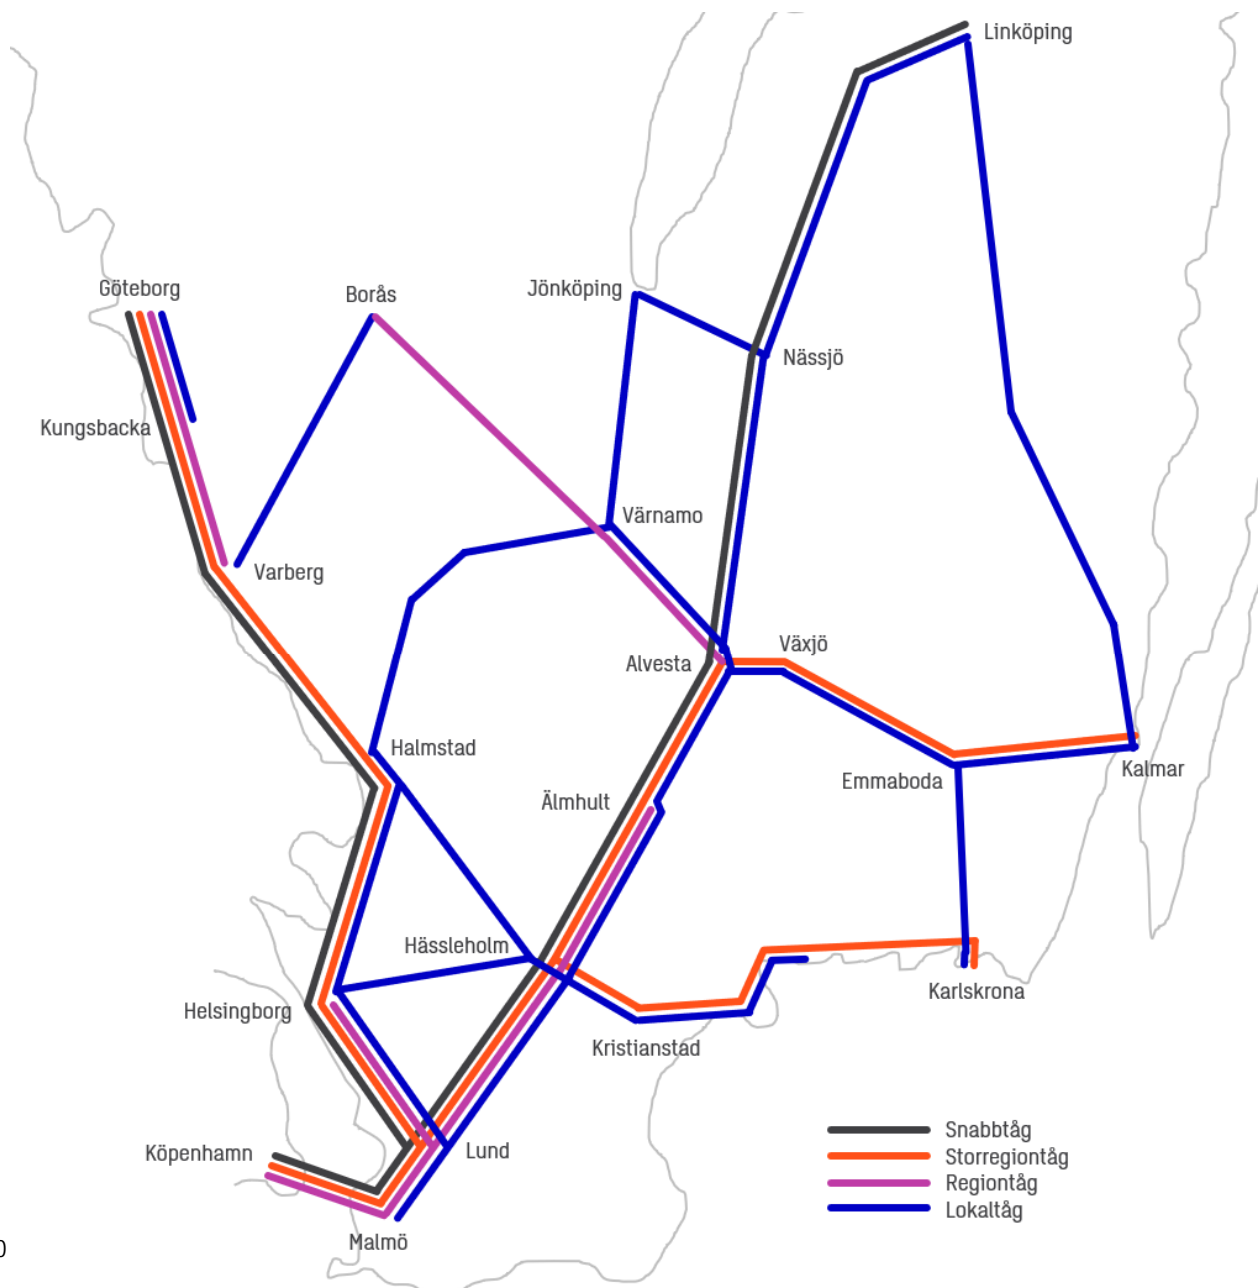 Linköping
Göteborg
Borås
Jönköping
Nässjö
Kungsbacka
Värnamo
Varberg
Växjö
Alvesta
Halmstad
Kalmar
Emmaboda
Älmhult
Hässleholm
Karlskrona
Helsingborg
Kristianstad
Snabbtåg
Köpenhamn
Lund
Storregiontåg
Regiontåg
Lokaltåg
Malmö
0